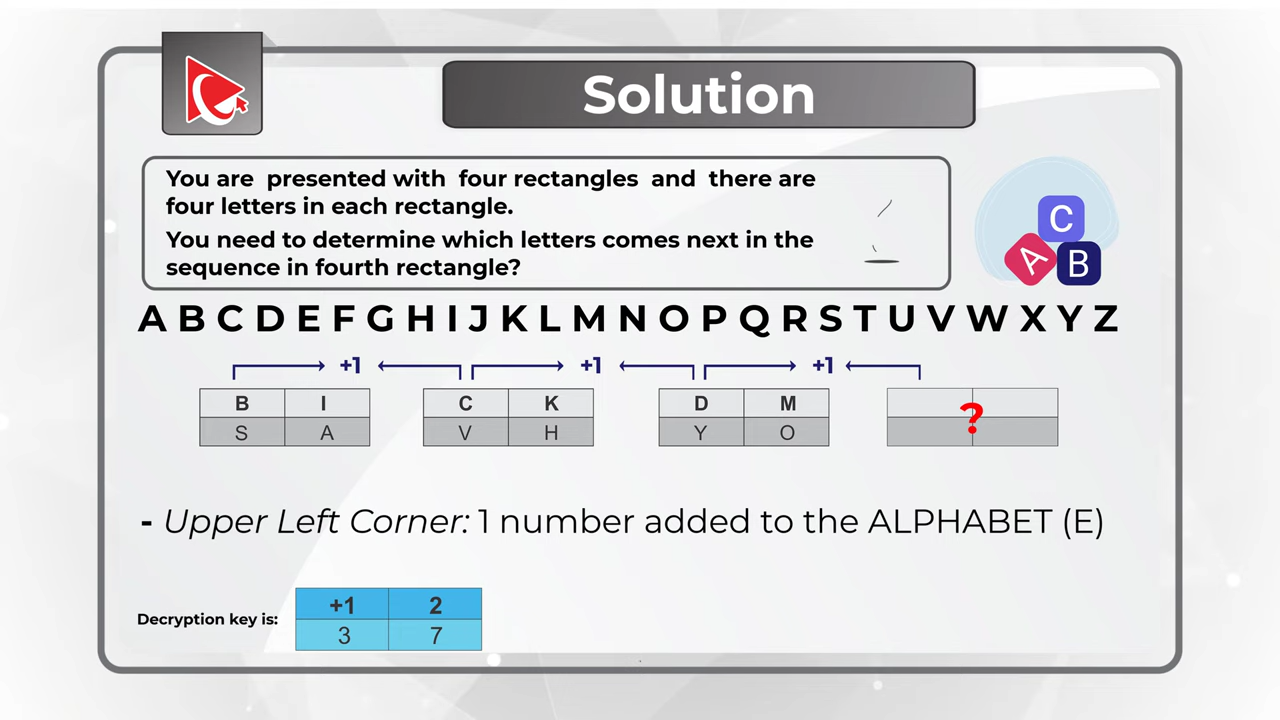 Solution
You are presented with four rectangles and there are
four letters in each rectangle.
You need to determine which letters comes next in the
sequence in fourth rectangle?
C
A B
A B C D E F G H I J K L M N O P Q R S T U V W X Y Z
+1 +1 +1
B I C K D M
S A V H Y O
?
- Upper Left Corner: 1 number added to the ALPHABET (E)
Decryption key is:
+1 2
3 7